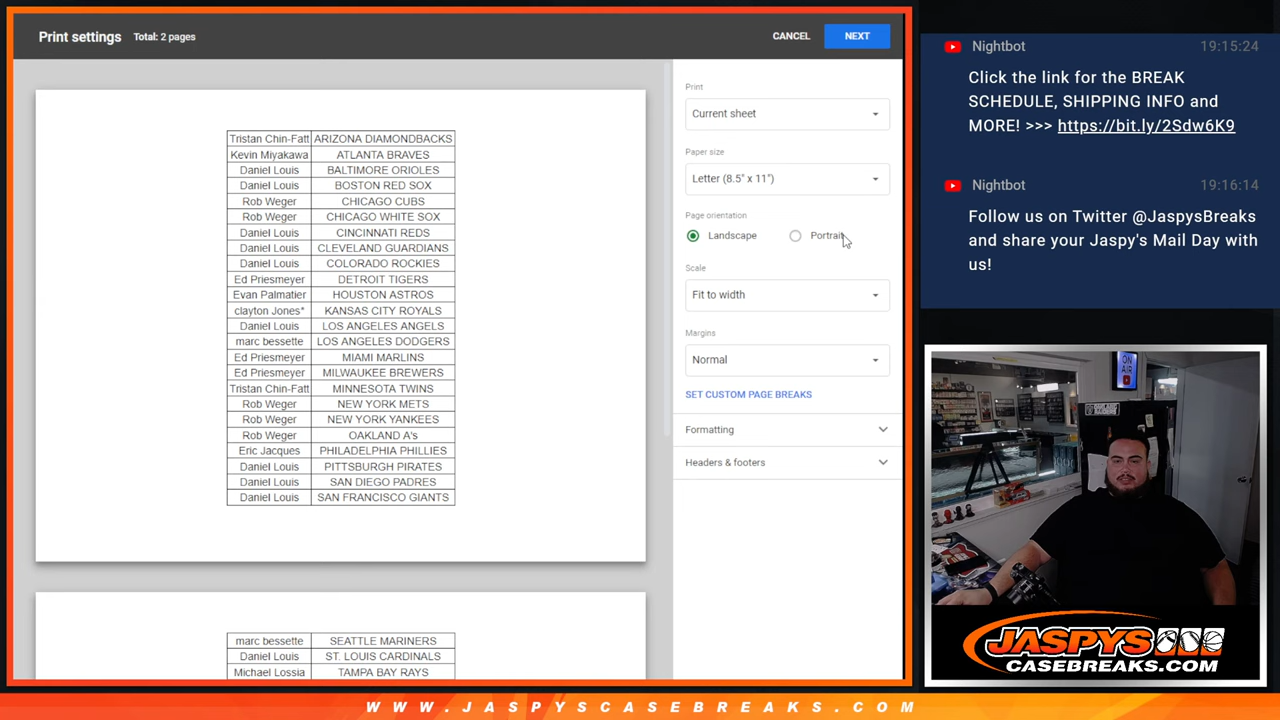 Print settings Total: 2 pages CANCEL NEXT
Tristan Chin-Fatt ARIZONA DIAMONDBACKS
Kevin Miyakawa ATLANTA BRAVES
Daniel Louis BALTIMORE ORIOLES
Daniel Louis BOSTON RED SOX
Rob Weger CHICAGO CUBS
Rob Weger CHICAGO WHITE SOX
Daniel Louis CINCINNATI REDS
Daniel Louis CLEVELAND GUARDIANS
Daniel Louis COLORADO ROCKIES
Ed Priesmeyer DETROIT TIGERS
Evan Palmatier HOUSTON ASTROS
clayton Jones* KANSAS CITY ROYALS
Daniel Louis LOS ANGELES ANGELS
marc bessette LOS ANGELES DODGERS
Ed Priesmeyer MIAMI MARLINS
Ed Priesmeyer MILWAUKEE BREWERS
Tristan Chin-Fatt MINNESOTA TWINS
Rob Weger NEW YORK METS
Rob Weger NEW YORK YANKEES
Rob Weger OAKLAND A's
Eric Jacques PHILADELPHIA PHILLIES
Daniel Louis PITTSBURGH PIRATES
Daniel Louis SAN DIEGO PADRES
Daniel Louis SAN FRANCISCO GIANTS
marc bessette SEATTLE MARINERS
Daniel Louis ST. LOUIS CARDINALS
Michael Lossia TAMPA BAY RAYS
Print
Current sheet
Paper size
Letter (8.5" x 11")
Page orientation
Landscape Portrait
Scale
Fit to width
Margins
Normal
SET CUSTOM PAGE BREAKS
Formatting
Headers & footers
Nightbot 19:15:24
Click the link for the BREAK
SCHEDULE, SHIPPING INFO and
MORE! >>> https://bit.ly/2Sdw6K9
Nightbot 19:16:14
Follow us on Twitter @JaspysBreaks
and share your Jaspy's Mail Day with
us!
ON
AIR
JASPYS
CASEBREAKS.COM
WWW.JASPYSCASEBREAKS.COM